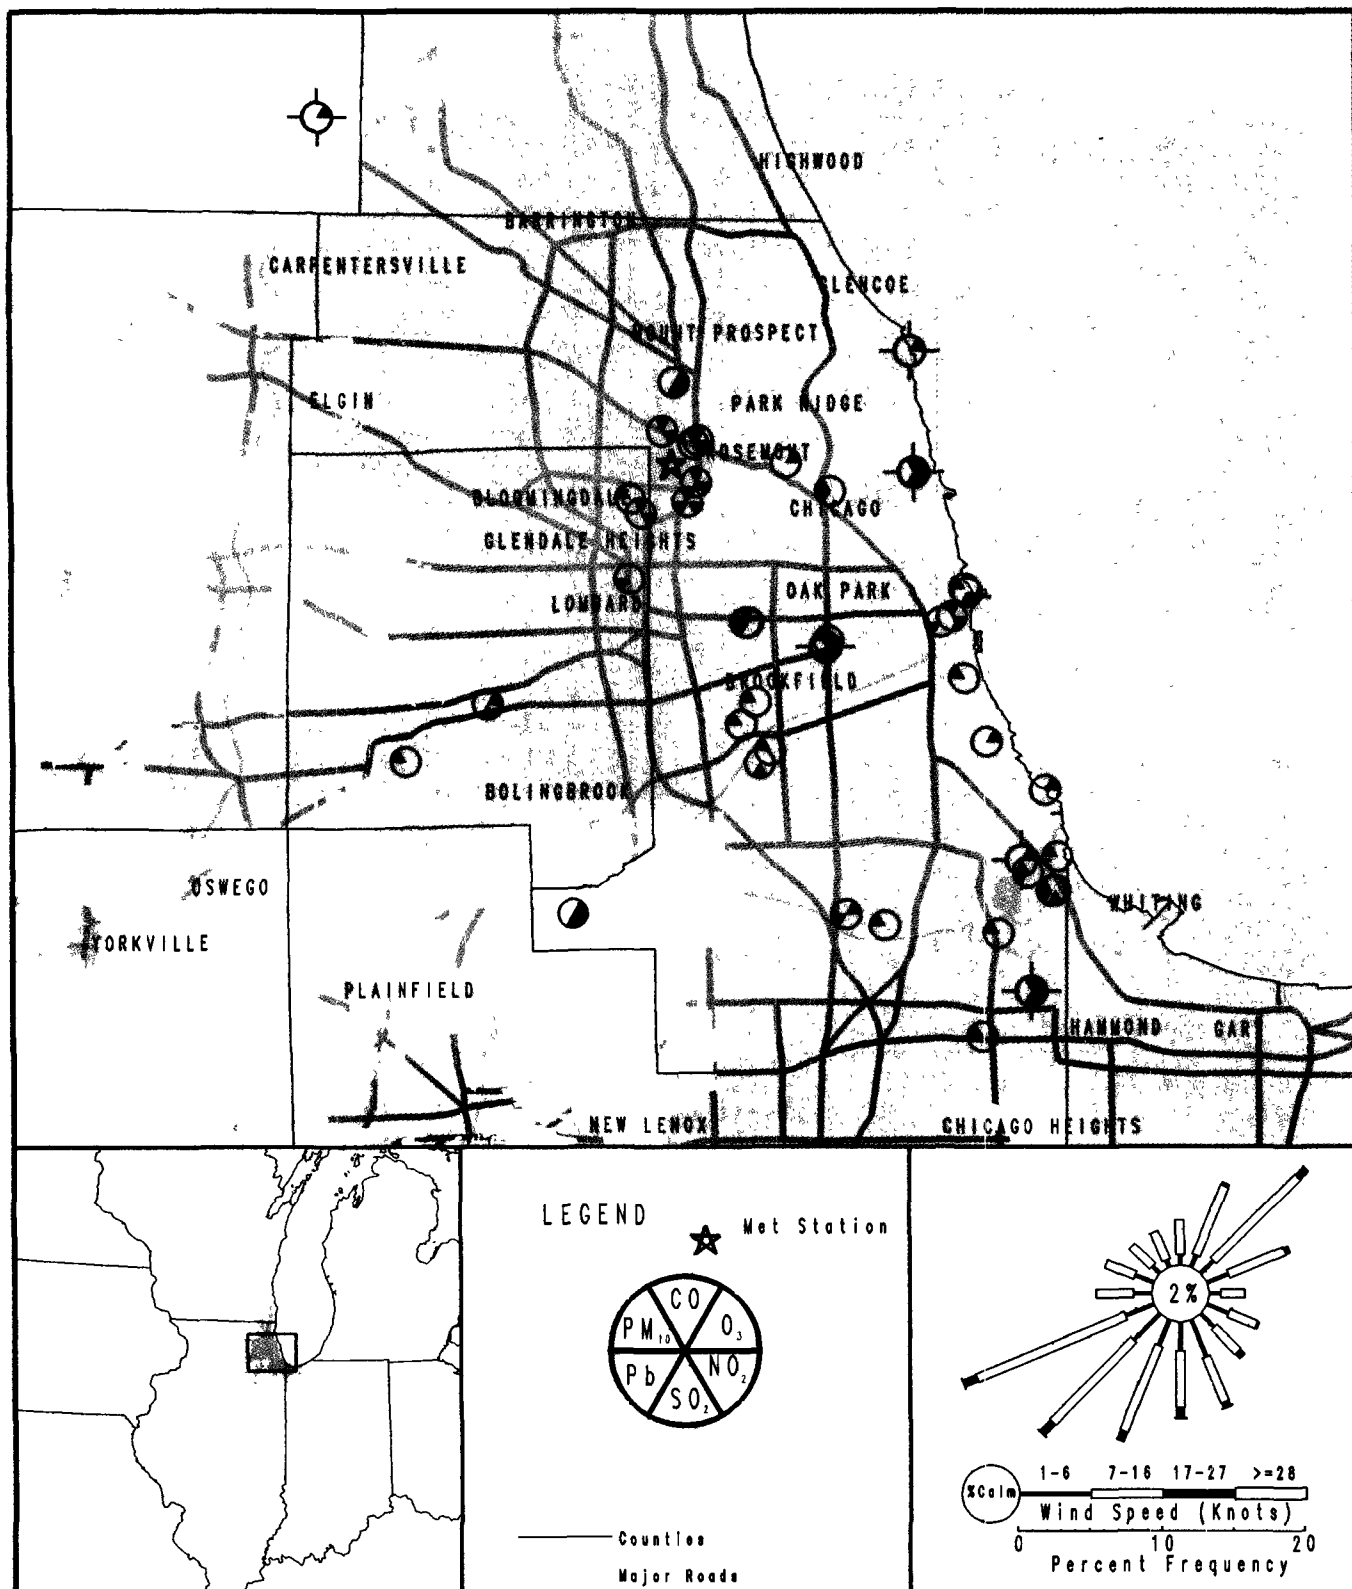 HIGHWOOD
BARRINGTON
CARPENTERSVILLE
GLENCOE
MOUNT PROSPECT
ELGIN
PARK RIDGE
ROSEMONT
BLOOMINGDALE
CHICAGO
GLENDALE HEIGHTS
LOMBARD
OAK PARK
BROOKFIELD
BOLINGBROOK
OSWEGO
WHITING
YORKVILLE
PLAINFIELD
HAMMOND
GARY
NEW LENOX
CHICAGO HEIGHTS
LEGEND
Met Station
CO
PM₁₀
O₃
Pb
NO₂
SO₂
Counties
Major Roads
2%
%Calm
1-6 7-16 17-27 >=28
Wind Speed (Knots)
0 10 20
Percent Frequency